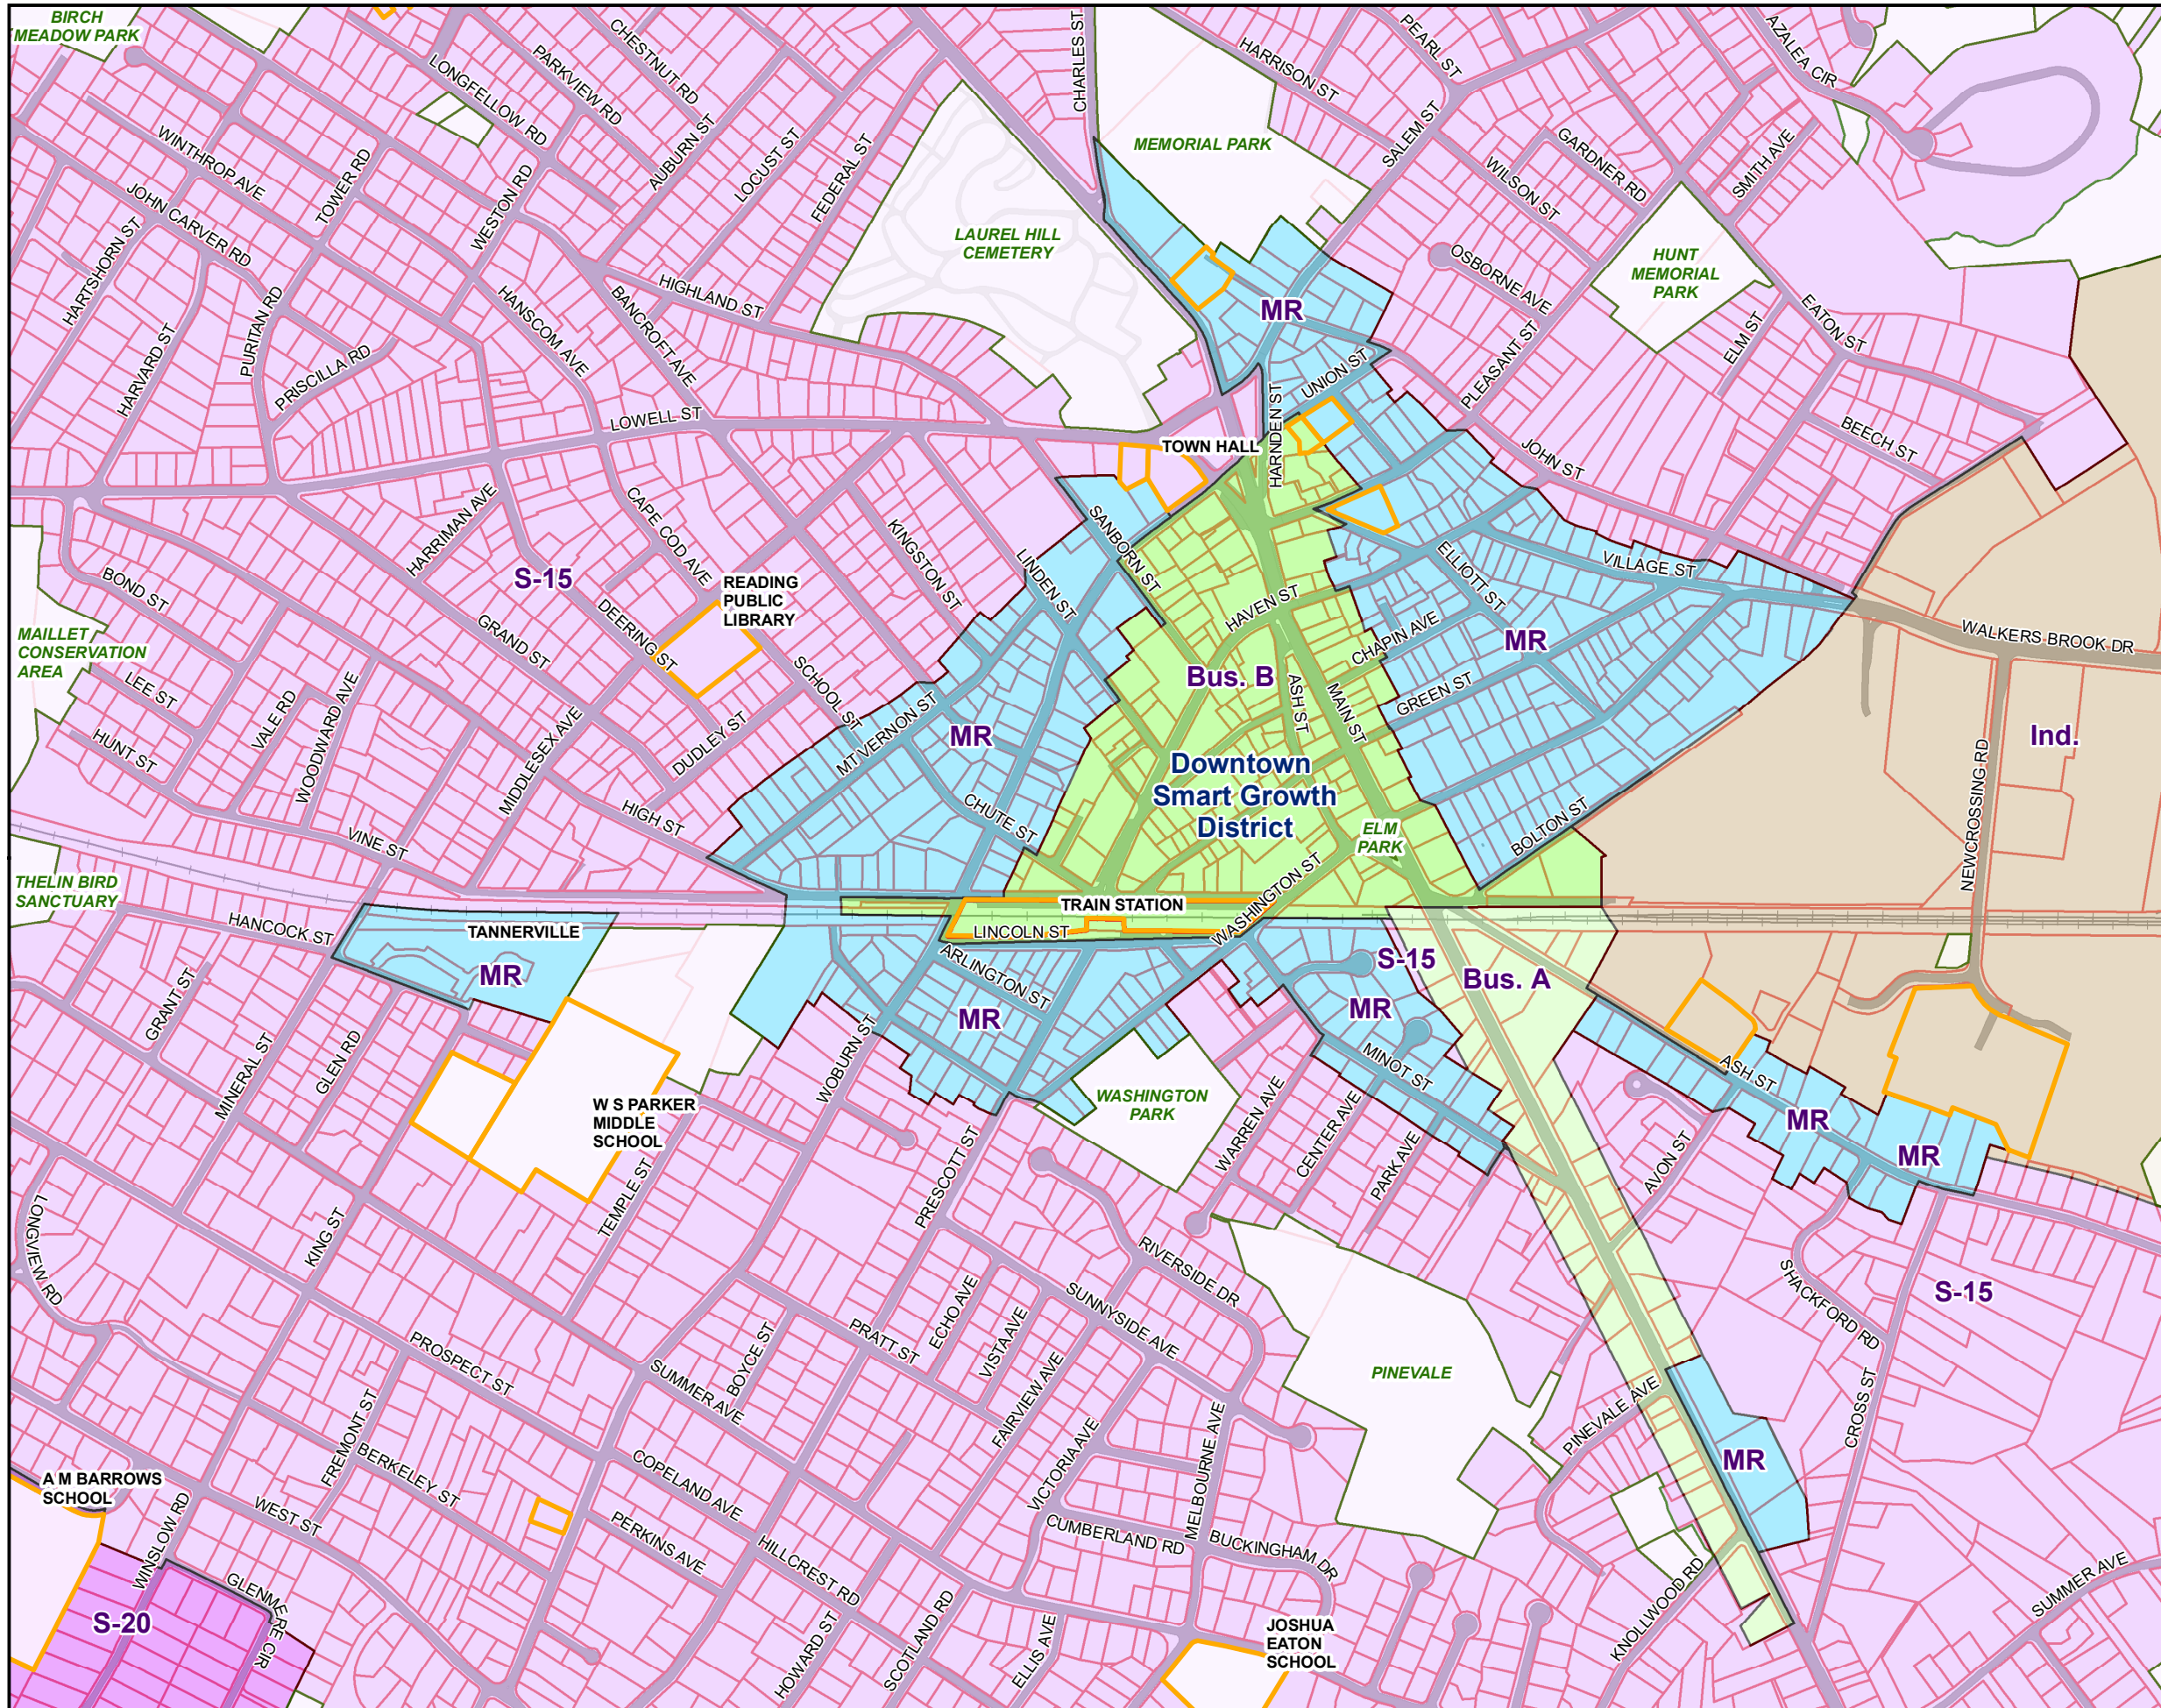 BIRCH
MEADOW PARK
LONGFELLOW RD
PARKVIEW RD
CHESTNUT RD
CHARLES ST
HARRISON ST
PEARL ST
AZALEA CIR
WINTHROP AVE
TOWER RD
AUBURN ST
LOCUST ST
FEDERAL ST
MEMORIAL PARK
SALEM ST
WILSON ST
GARDNER RD
SMITH AVE
JOHN CARVER RD
WESTON RD
HARTSHORN ST
LAUREL HILL
CEMETERY
HUNT
MEMORIAL
PARK
OSBORNE AVE
HIGHLAND ST
HANSCOM AVE
BANCROFT AVE
PURITAN RD
HARVARD ST
PRISCILLA RD
MR
UNION ST
PLEASANT ST
ELM ST
EATON ST
LOWELL ST
TOWN HALL
HARNDEN ST
JOHN ST
BEECH ST
HARRIMAN AVE
CAPE COD AVE
KINGSTON ST
SANBORN ST
LINDEN ST
ELLIOTT ST
VILLAGE ST
S-15
READING
PUBLIC
LIBRARY
BOND ST
DEERING ST
GRAND ST
HAVEN ST
CHAPIN AVE
MR
WALKERS BROOK DR
MAILLET
CONSERVATION
AREA
LEE ST
VALE RD
WOODWARD AVE
SCHOOL ST
Bus. B
ASH ST
MAIN ST
GREEN ST
HUNT ST
MIDDLESEX AVE
DUDLEY ST
MT VERNON ST
MR
Ind.
NEWCROSSING RD
Downtown
Smart Growth
District
VINE ST
HIGH ST
CHUTE ST
ELM
PARK
BOLTON ST
THELIN BIRD
SANCTUARY
HANCOCK ST
TANNERVILLE
MR
TRAIN STATION
LINCOLN ST
WASHINGTON ST
S-15
Bus. A
ARLINGTON ST
MR
MR
GRANT ST
MINERAL ST
GLEN RD
WOBURN ST
MINOT ST
ASH ST
MR
MR
W S PARKER
MIDDLE
SCHOOL
WASHINGTON
PARK
WARREN AVE
CENTER AVE
PARK AVE
AVON ST
TEMPLE ST
PRESCOTT ST
LONGVIEW RD
KING ST
RIVERSIDE DR
SHACKFORD RD
S-15
ECHO AVE
VISTA AVE
SUNNYSIDE AVE
PRATT ST
BOYCE ST
PROSPECT ST
SUMMER AVE
FAIRVIEW AVE
PINEVALE
PINEVALE AVE
CROSS ST
MR
FREMONT ST
BERKELEY ST
COPELAND AVE
VICTORIA AVE
MELBOURNE AVE
A M BARROWS
SCHOOL
WINSLOW RD
WEST ST
PERKINS AVE
HILLCREST RD
CUMBERLAND RD
BUCKINGHAM DR
KNOLLWOOD RD
SUMMER AVE
S-20
GLENMERE CIR
HOWARD ST
SCOTLAND RD
ELLIS AVE
JOSHUA
EATON
SCHOOL